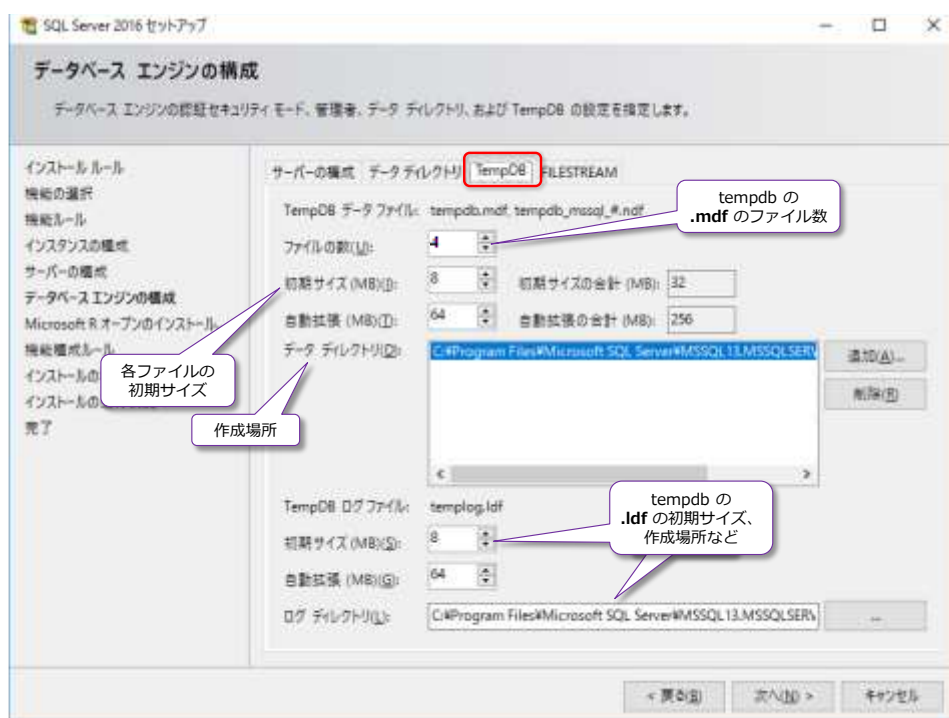 SQL Server 2016 セットアップ
データベース エンジンの構成
データベース エンジンの認証セキュリティ モード、管理者、データ ディレクトリ、および TempDB の設定を指定します。
インストール ルール
機能の選択
機能ルール
インスタンスの構成
サーバーの構成
データベース エンジンの構成
Microsoft R オープンのインストール
機能構成ルール
インストールの
インストールの
完了
サーバーの構成 データ ディレクトリ TempDB FILESTREAM
TempDB データ ファイル: tempdb.mdf, tempdb_mssql_#.ndf
ファイルの数(U): 4
初期サイズ (MB)(I): 8 初期サイズの合計 (MB): 32
自動拡張 (MB)(T): 64 自動拡張の合計 (MB): 256
データ ディレクトリ(D): C:¥Program Files¥Microsoft SQL Server¥MSSQL13.MSSQLSERV
追加(A)...
削除(R)
TempDB ログ ファイル: templog.ldf
初期サイズ (MB)(S): 8
自動拡張 (MB)(G): 64
ログ ディレクトリ(L): C:¥Program Files¥Microsoft SQL Server¥MSSQL13.MSSQLSERV ...
tempdb の
.mdf のファイル数
各ファイルの
初期サイズ
作成場所
tempdb の
.ldf の初期サイズ、
作成場所など
< 戻る(B) 次へ(N) > キャンセル